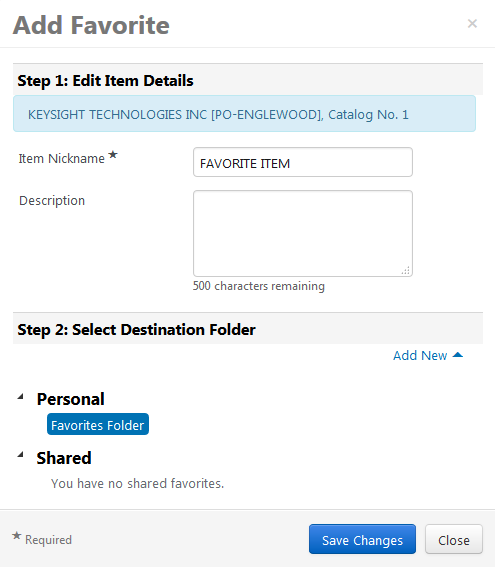 Add Favorite ×
Step 1: Edit Item Details
KEYSIGHT TECHNOLOGIES INC [PO-ENGLEWOOD], Catalog No. 1
Item Nickname ★ FAVORITE ITEM
Description
500 characters remaining
Step 2: Select Destination Folder
Add New
Personal
Favorites Folder
Shared
You have no shared favorites.
★ Required Save Changes Close